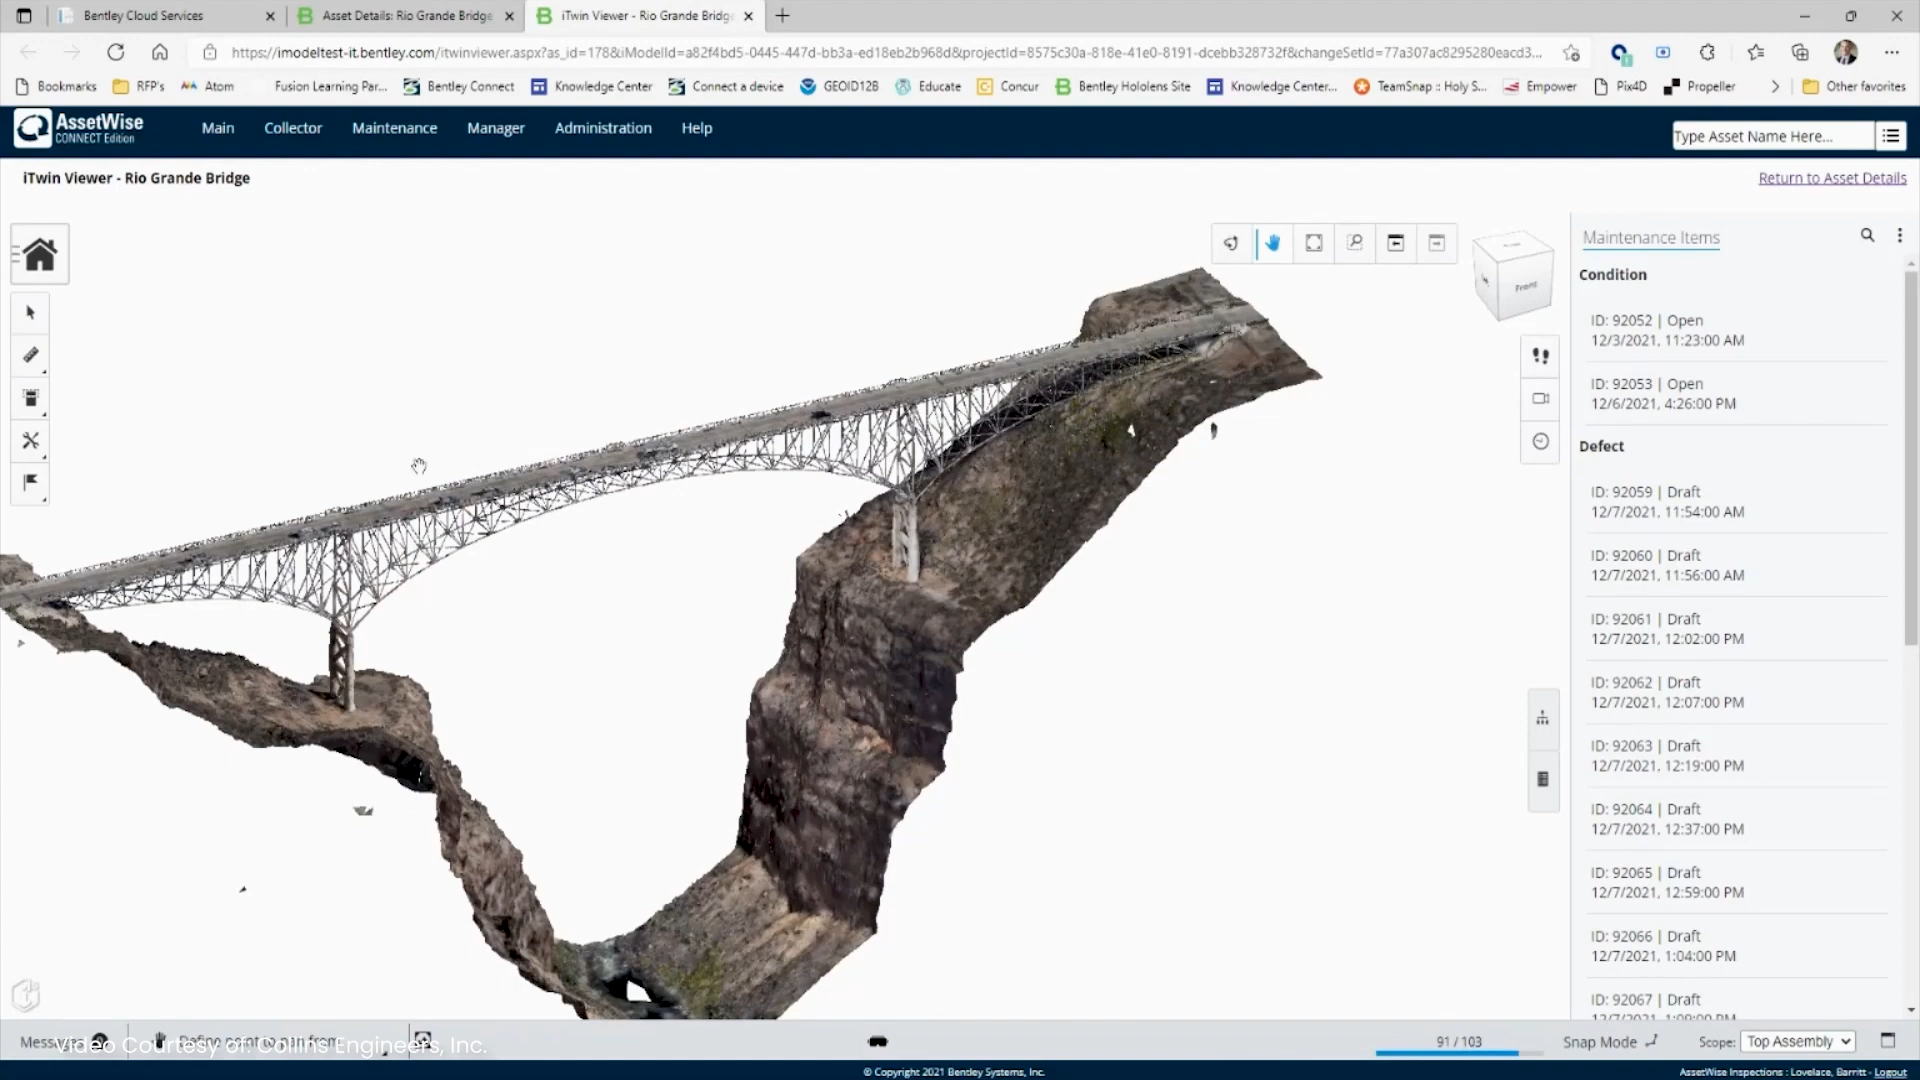 Bentley Cloud Services
Asset Details: Rio Grande Bridge
iTwin Viewer - Rio Grande Bridg
https://imodeltest-it.bentley.com/itwinviewer.aspx?as_id=178&iModelId=a82f4bd5-0445-447d-bb3a-ed18eb2b968d&projectId=8575c30a-818e-41e0-8191-dcebb328732f&changeSetId=77a307ac8295280eacd3...
Bookmarks RFP's Atom Fusion Learning Par... Bentley Connect Knowledge Center Connect a device GEOID12B Educate Concur Bentley Hololens Site Knowledge Center... TeamSnap :: Holy S... Empower Pix4D Propeller Other favorites
AssetWise
CONNECT Edition
Main Collector Maintenance Manager Administration Help
Type Asset Name Here...
iTwin Viewer - Rio Grande Bridge
Return to Asset Details
Front
Maintenance Items
Condition
ID: 92052 | Open
12/3/2021, 11:23:00 AM
ID: 92053 | Open
12/6/2021, 4:26:00 PM
Defect
ID: 92059 | Draft
12/7/2021, 11:54:00 AM
ID: 92060 | Draft
12/7/2021, 11:56:00 AM
ID: 92061 | Draft
12/7/2021, 12:02:00 PM
ID: 92062 | Draft
12/7/2021, 12:07:00 PM
ID: 92063 | Draft
12/7/2021, 12:19:00 PM
ID: 92064 | Draft
12/7/2021, 12:37:00 PM
ID: 92065 | Draft
12/7/2021, 12:59:00 PM
ID: 92066 | Draft
12/7/2021, 1:04:00 PM
ID: 92067 | Draft
12/7/2021, 1:09:00 PM
Video Courtesy of: Collins Engineers, Inc.
91 / 103
Snap Mode
Scope: Top Assembly
© Copyright 2021 Bentley Systems, Inc.
AssetWise Inspections : Lovelace, Barritt - Logout